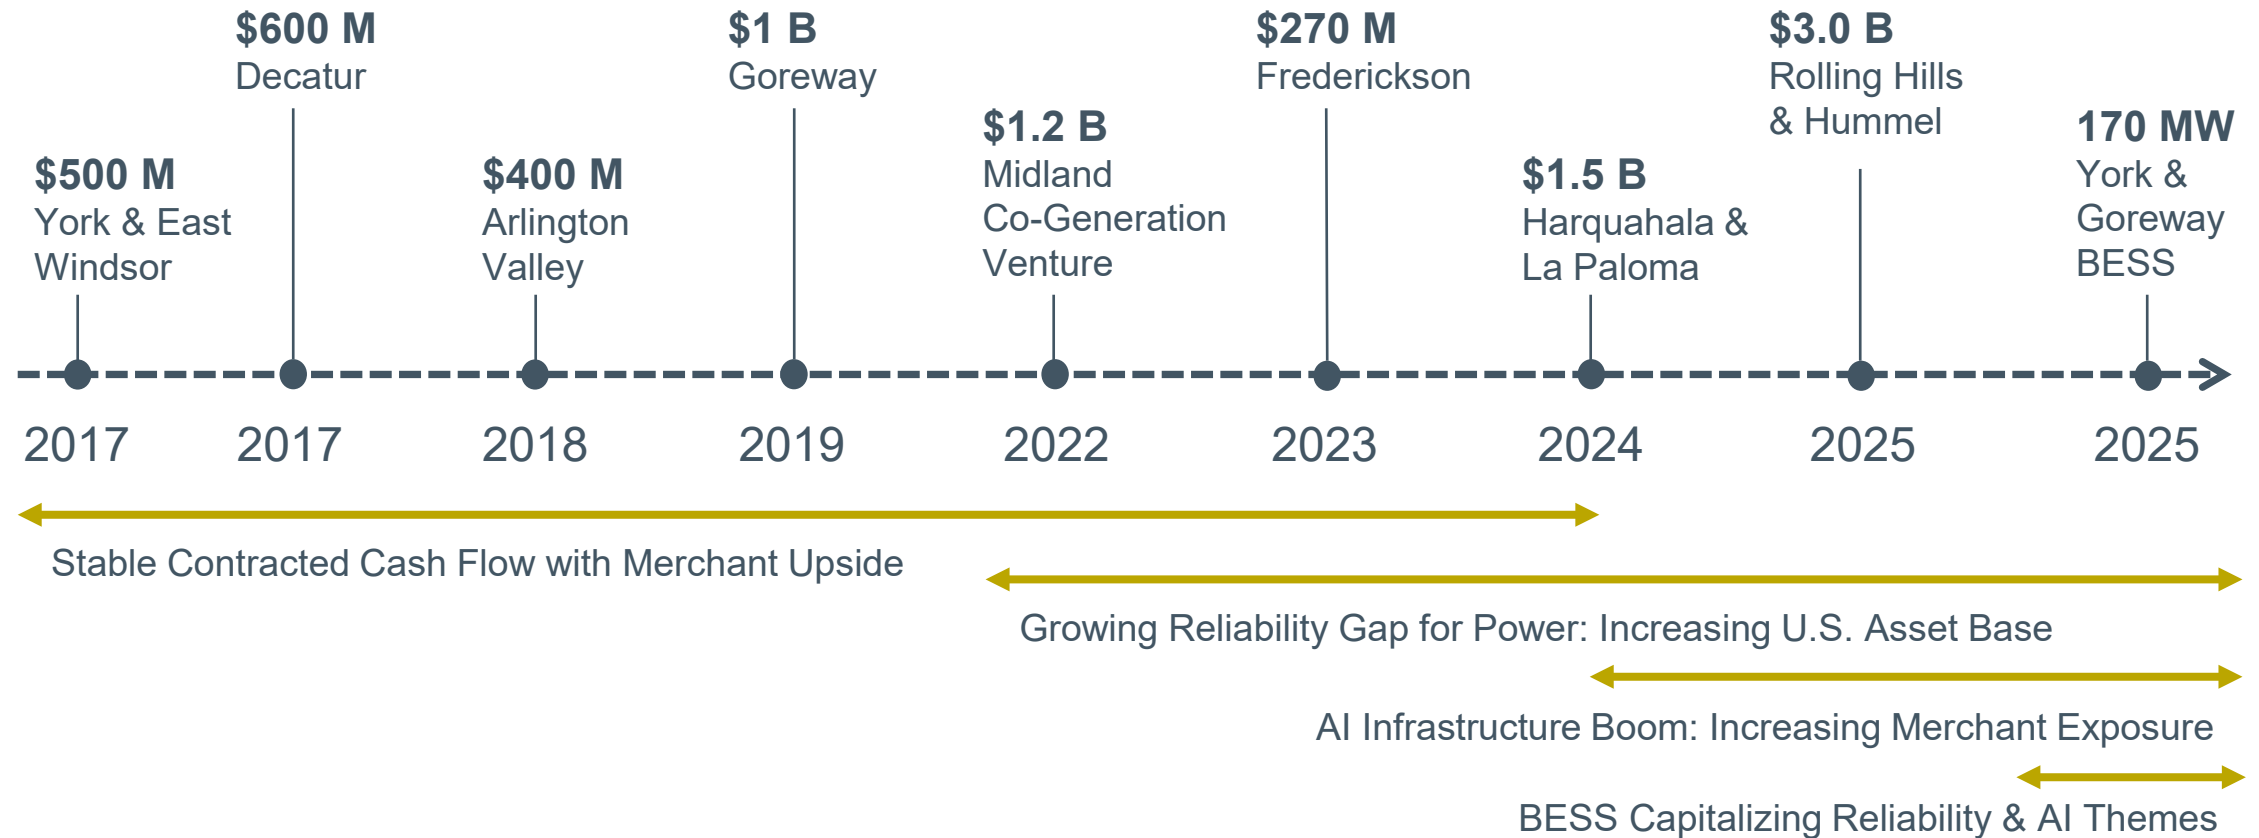 $500 M
York & East
Windsor
$600 M
Decatur
$400 M
Arlington
Valley
$1 B
Goreway
$1.2 B
Midland
Co-Generation
Venture
$270 M
Frederickson
$1.5 B
Harquahala &
La Paloma
$3.0 B
Rolling Hills
& Hummel
170 MW
York &
Goreway
BESS
2017
2017
2018
2019
2022
2023
2024
2025
2025
Stable Contracted Cash Flow with Merchant Upside
Growing Reliability Gap for Power: Increasing U.S. Asset Base
AI Infrastructure Boom: Increasing Merchant Exposure
BESS Capitalizing Reliability & AI Themes